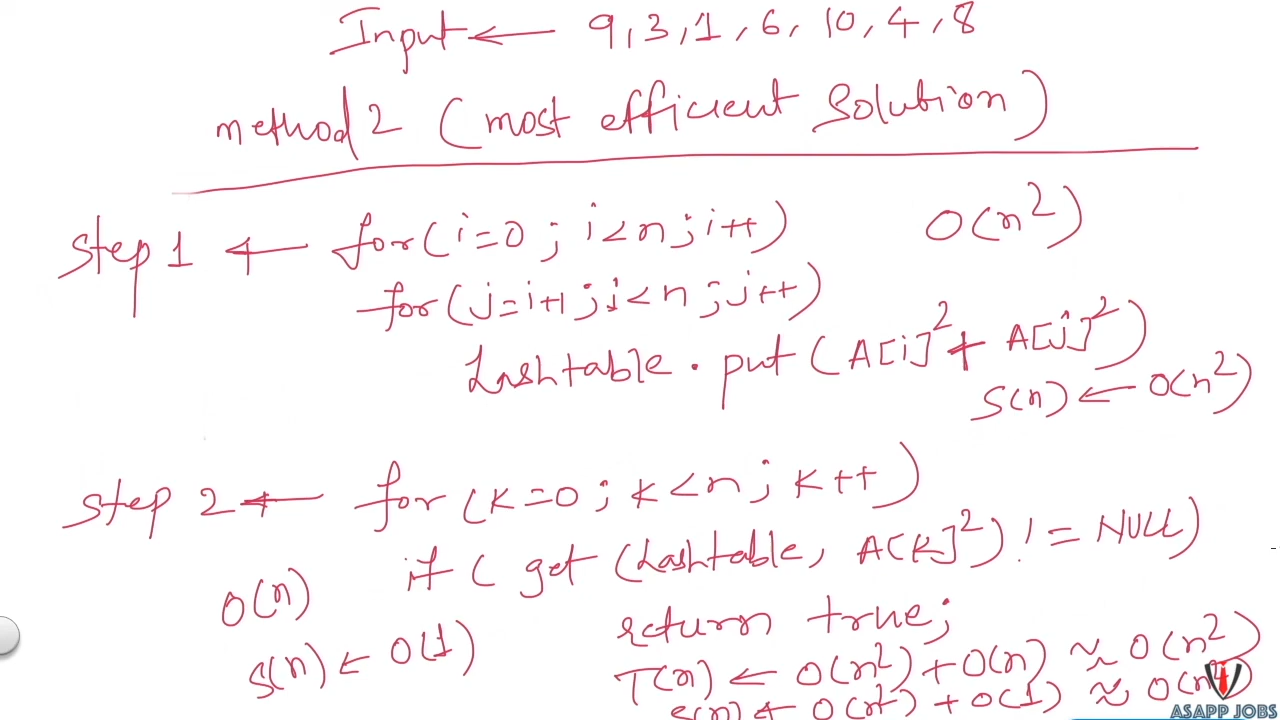 Input ← 9, 3, 1, 6, 10, 4, 8
method 2 (most efficient solution)
Step 1 ← for(i=0; i<n; i++) O(n²)
for(j=i+1; j<n; j++)
hashtable.put(A[i]²+A[j]²)
S(n) ← O(n²)
Step 2 ← for(k=0; k<n; k++)
if(get(hashtable, A[k]²) != NULL)
O(n)
return true;
S(n) ← O(1)
T(n) ← O(n²)+O(n) ≈ O(n²)
S(n) ← O(n²) + O(1) ≈
ASAPP JOBS